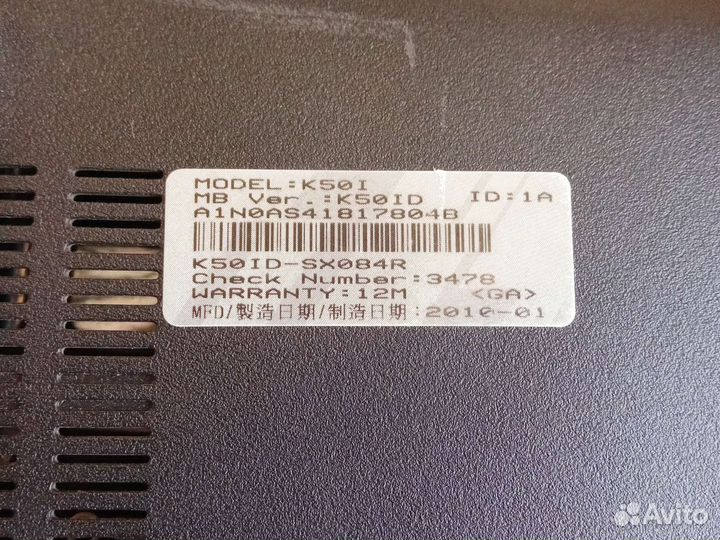 MODEL:K50I
MB Ver.:K50ID ID:1A
A1N0AS41817804B
K50ID-SX084R
Check Number:3478
WARRANTY:12M <GA>
MFD/製造日期/制造日期:2010-01
Avito